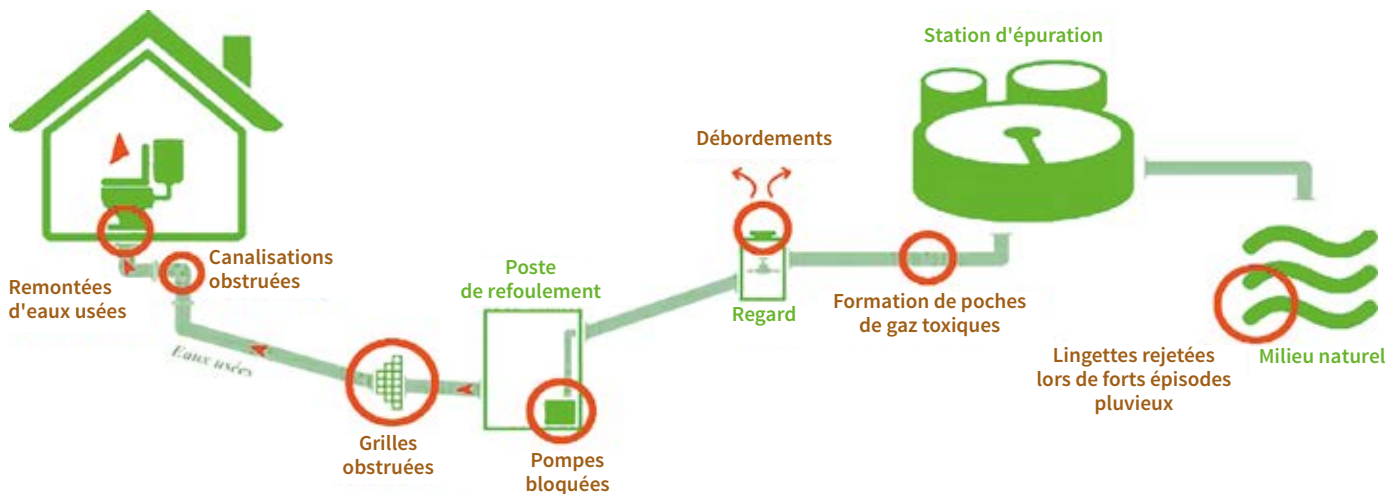 Station d'épuration
Débordements
Canalisations
obstruées
Remontées
d'eaux usées
Poste
de refoulement
Regard
Formation de poches
de gaz toxiques
Eaux usées
Lingettes rejetées
lors de forts épisodes
pluvieux
Milieu naturel
Grilles
obstruées
Pompes
bloquées